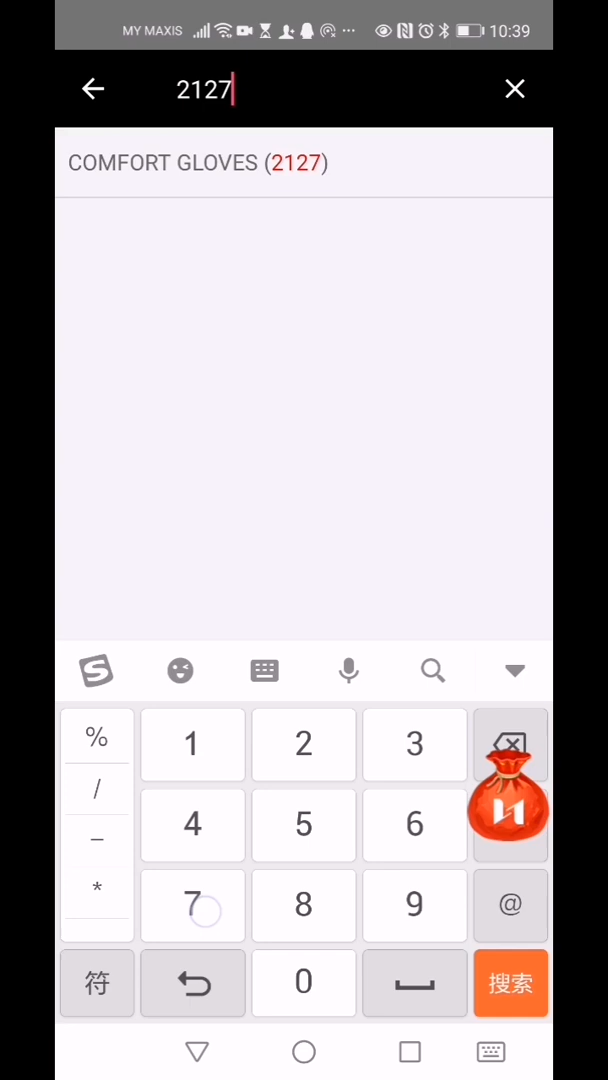 MY MAXIS 10:39
2127
COMFORT GLOVES (2127)
% 1 2 3
/ 4 5 6
–
* 7 8 9 @
符 0 搜索